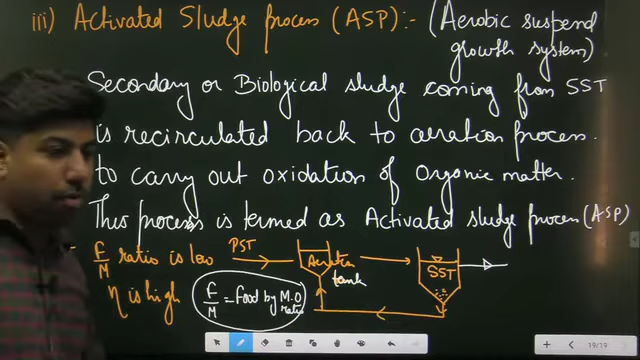 iii) Activated Sludge process (ASP):- (Aerobic suspend
growth system)
Secondary or Biological sludge coming from SST
is recirculated back to aeration process.
to carry out oxidation of Organic matter.
This process is termed as Activated sludge process (ASP)
F/M ratio is low
η is high
PST
Aeration
tank
SST
F/M = Food by M.O
ratio
19/19